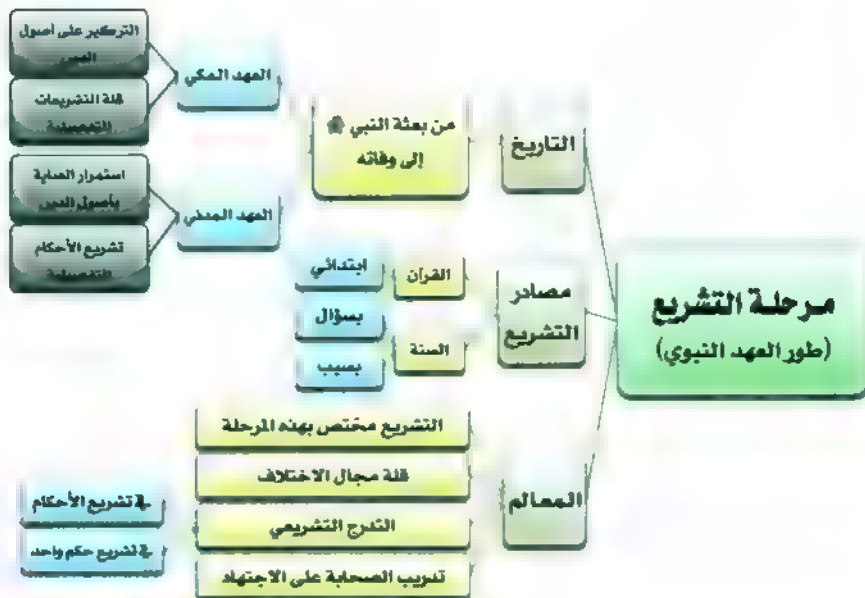 مرحلة التشريع
(طور العهد النبوي)
التاريخ
من بعثة النبي ﷺ
إلى وفاته
العهد المكي
التركيز على أصول
الدين
قلة التشريعات
التفصيلية
العهد المدني
استمرار العناية
بأصول الدين
تشريع الأحكام
التفصيلية
مصادر
التشريع
القرآن
السنة
ابتدائي
بسؤال
بسبب
المعالم
التشريع مختص بهذه المرحلة
قلة مجال الاختلاف
التدرج التشريعي
في تشريع الأحكام
في تشريع حكم واحد
تدريب الصحابة على الاجتهاد